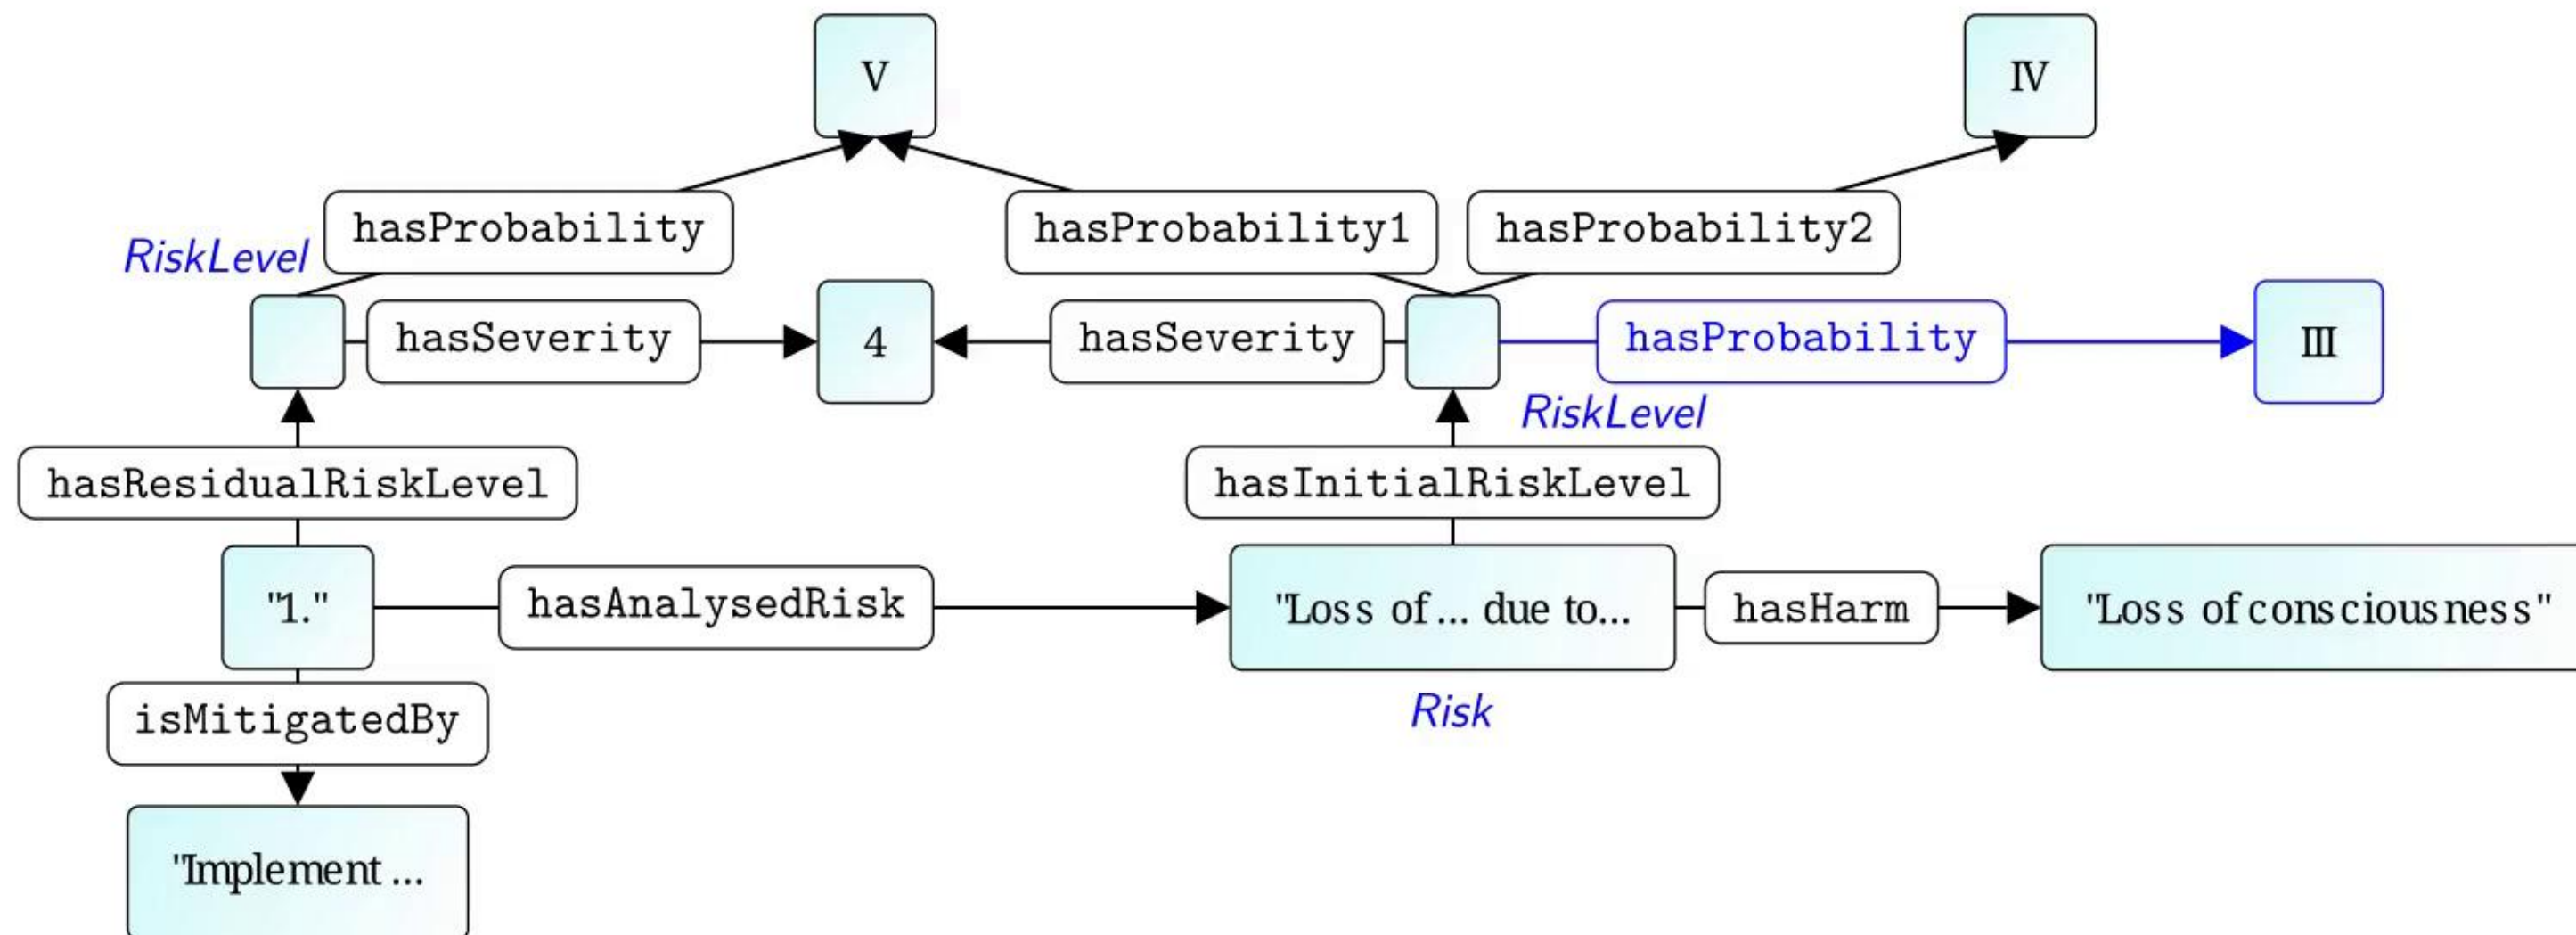 V
IV
hasProbability
hasProbability1
hasProbability2
RiskLevel
hasSeverity
4
hasSeverity
hasProbability
III
RiskLevel
hasResidualRiskLevel
hasInitialRiskLevel
"1."
hasAnalysedRisk
"Loss of... due to...
hasHarm
"Loss of consciousness"
Risk
isMitigatedBy
"Implement ...